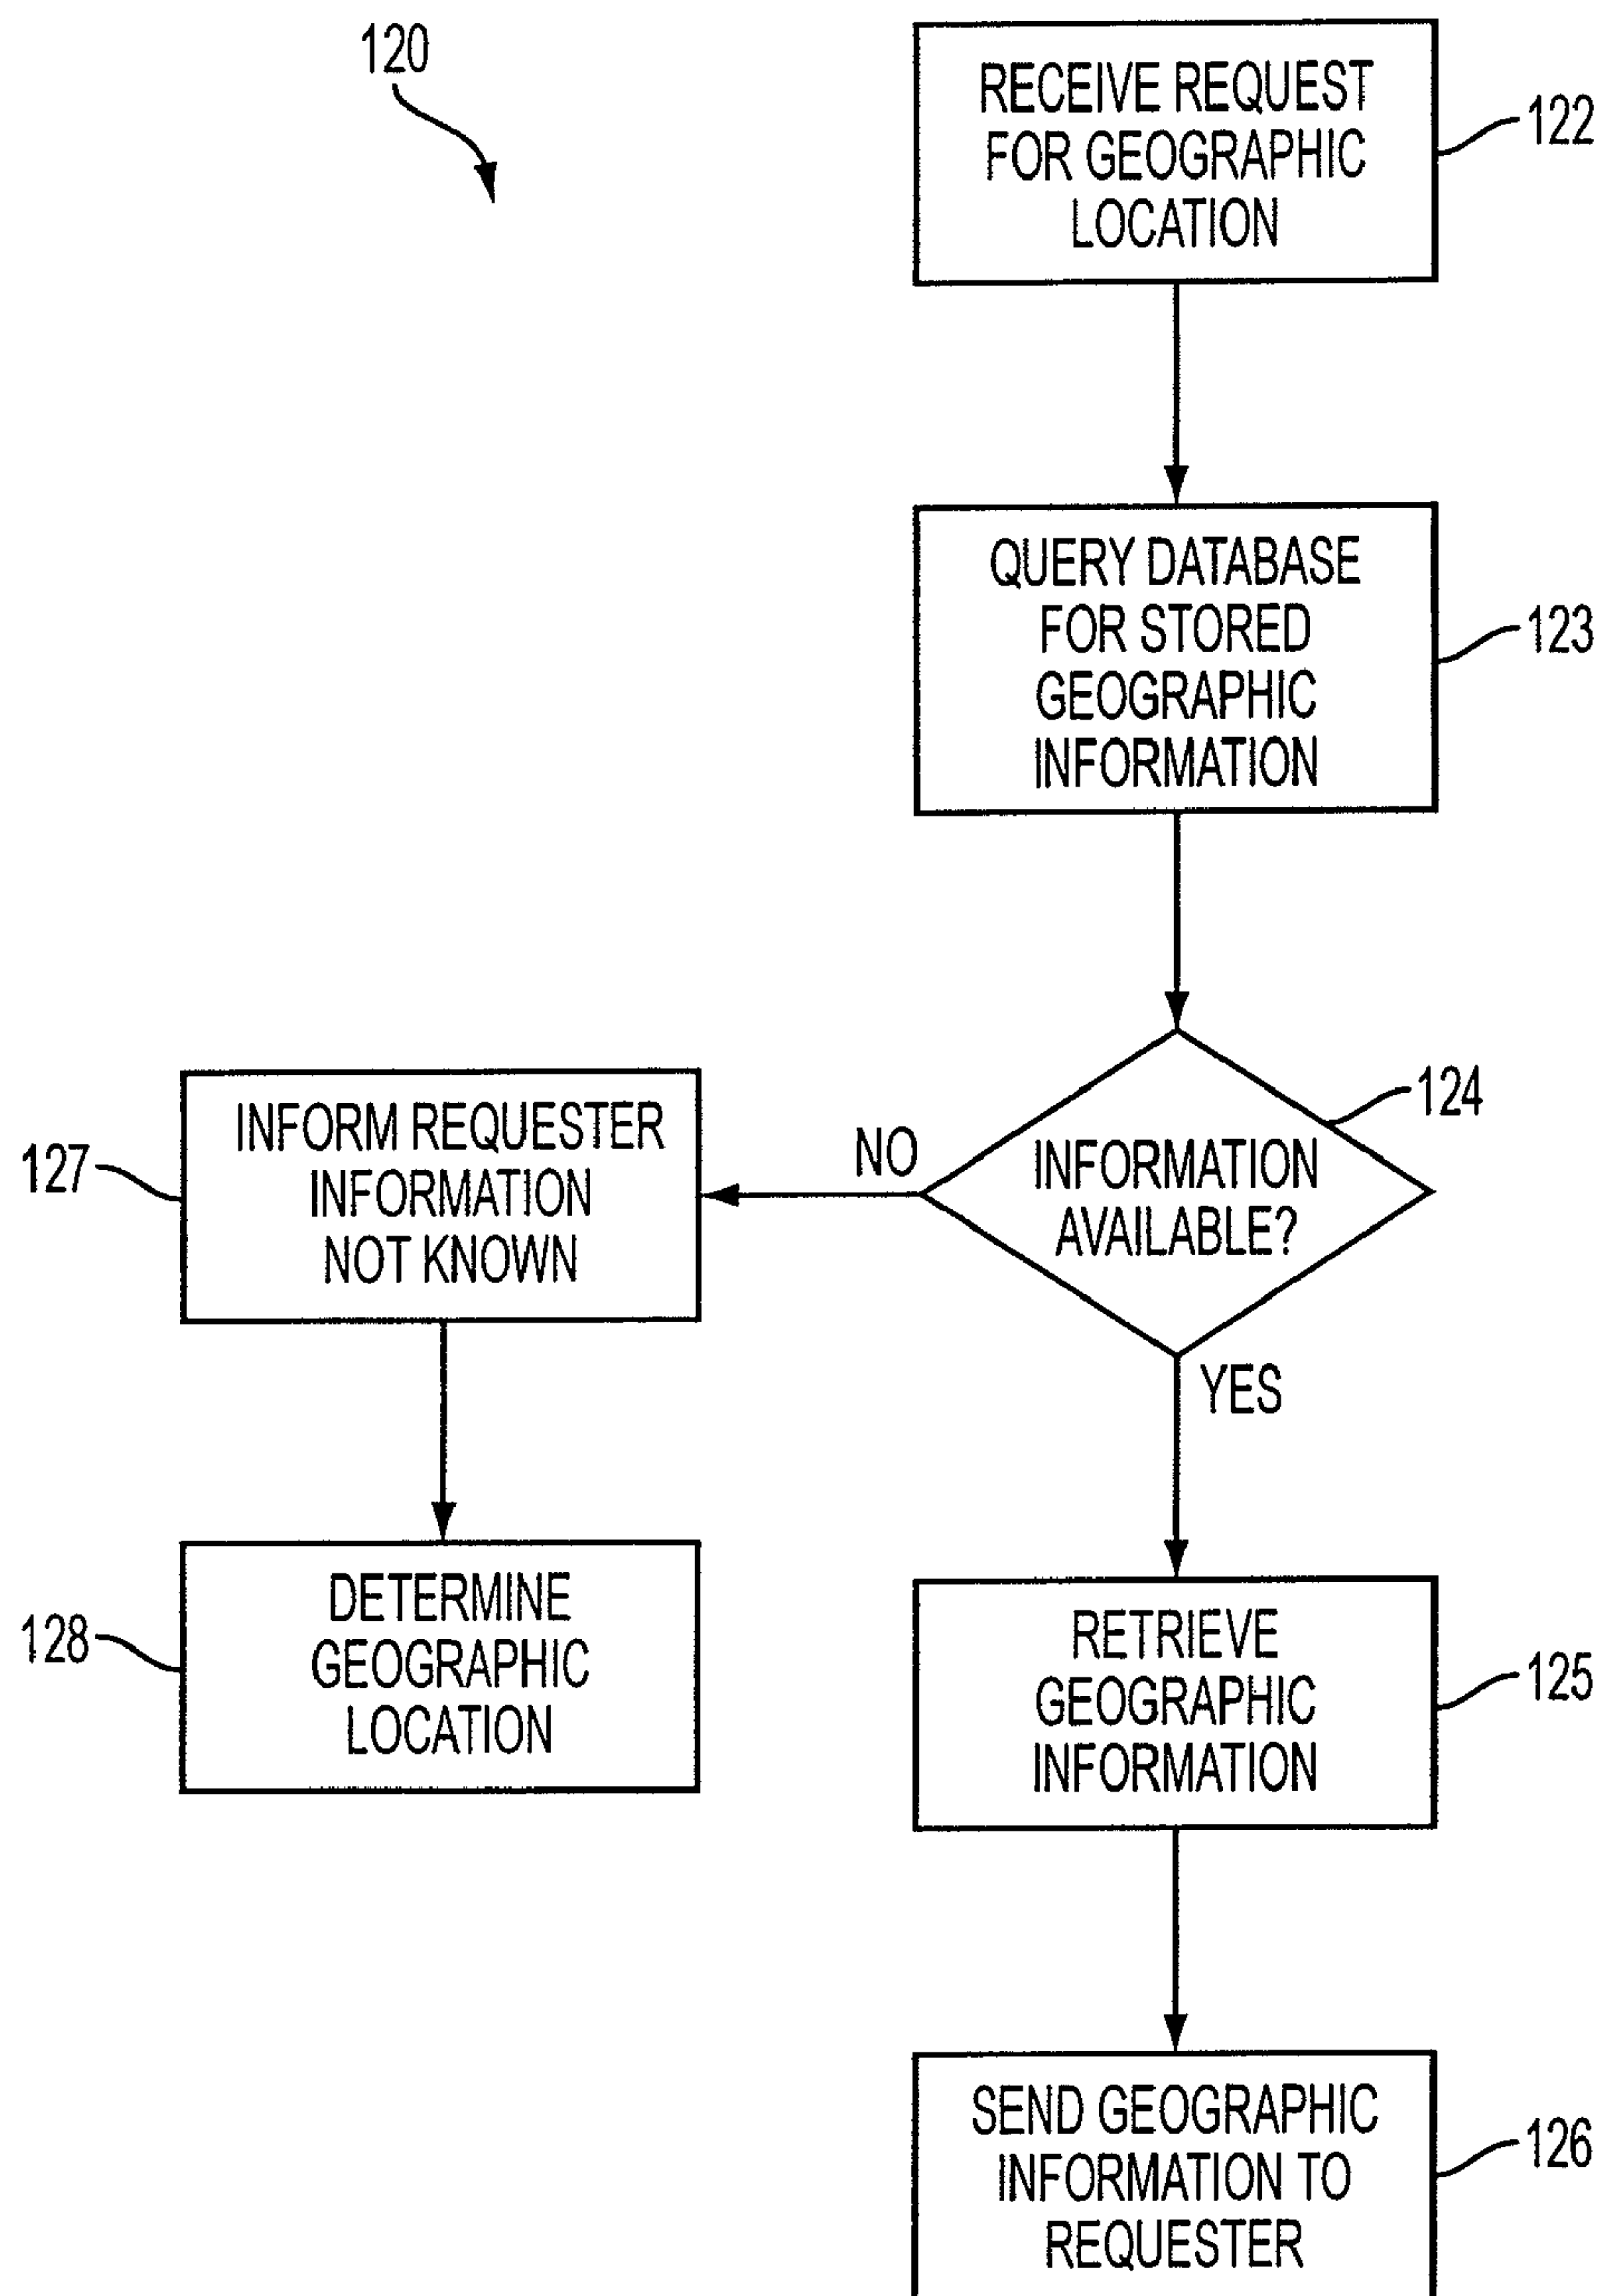 120
RECEIVE REQUEST
FOR GEOGRAPHIC
LOCATION
122
QUERY DATABASE
FOR STORED
GEOGRAPHIC
INFORMATION
123
INFORMATION
AVAILABLE?
124
NO
YES
INFORM REQUESTER
INFORMATION
NOT KNOWN
127
DETERMINE
GEOGRAPHIC
LOCATION
128
RETRIEVE
GEOGRAPHIC
INFORMATION
125
SEND GEOGRAPHIC
INFORMATION TO
REQUESTER
126